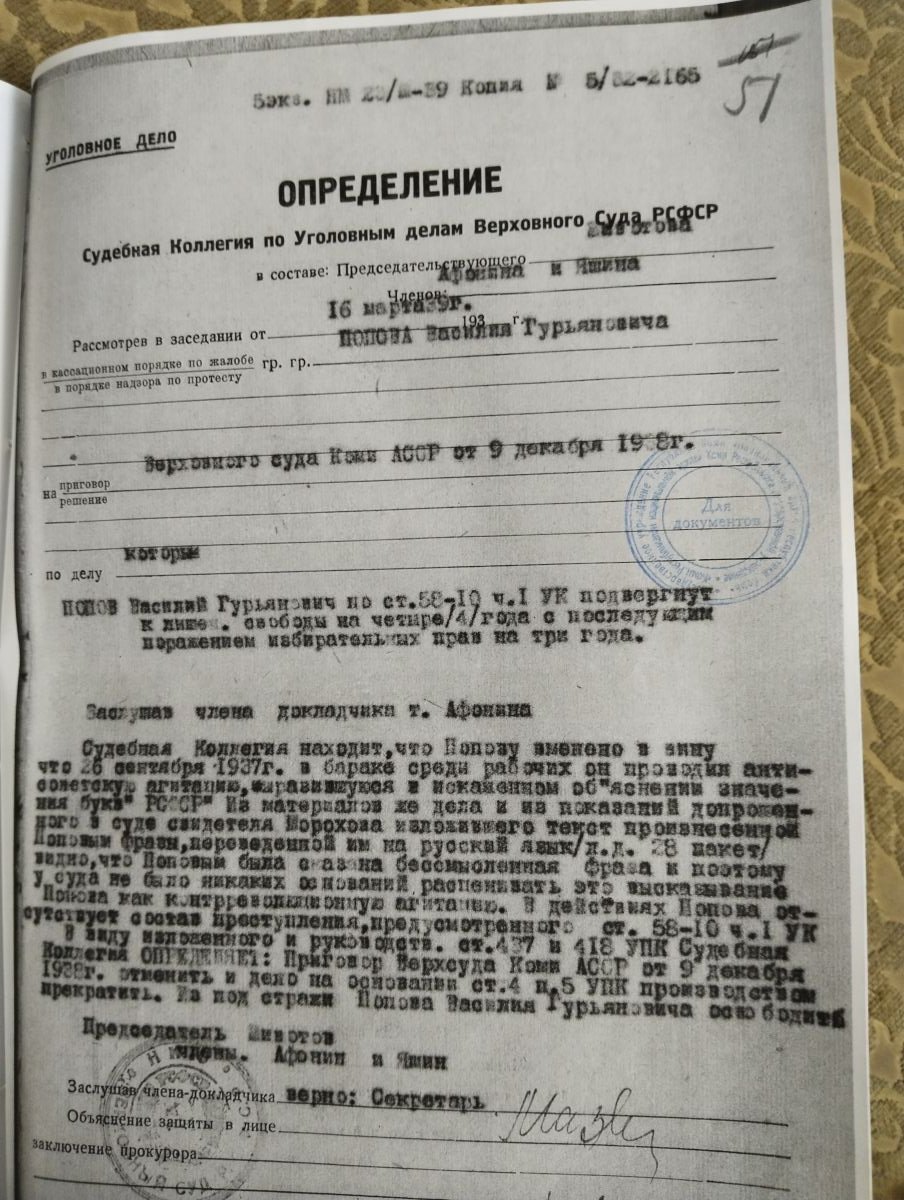 5экз. НМ 23/Ш-39 Копия № 5/32-2165
51
УГОЛОВНОЕ ДЕЛО
ОПРЕДЕЛЕНИЕ
Судебная Коллегия по Уголовным делам Верховного Суда РСФСР
в составе: Председательствующего Животова
Членов: Афонина и Яшина
Рассмотрев в заседании от 16 марта 39г. 193 г.
в кассационном порядке по жалобе
в порядке надзора по протесту
гр. гр. ПОПОВА Василия Гурьяновича
на приговор
решение
Верховного суда Коми АССР от 9 декабря 1938г.
Для
документов
по делу которым
ПОПОВ Василий Гурьянович по ст.58-10 ч.I УК подвергнут
к лишен. свободы на четыре/4/года с последующим
поражением избирательных прав на три года.
Заслушав члена докладчика т. Афонина
Судебная Коллегия находит,что Попову вменено в вину
что 26 сентября 1937г. в бараке среди рабочих он проводил анти-
советскую агитацию,выразившуюся в искаженном об"яснении значе-
ния букв" РСФСР" Из материалов же дела и из показаний допрошен-
ного в суде свидетеля Морохова изложившего текст произнесенной
Поповым фразы,переведенной им на русский язык/л.д. 28 пакет/
видно,что Поповым была сказана бессмысленная фраза и поэтому
у суда не было никаких оснований расценивать это высказывание
Попова как контрреволюционную агитацию. В действиях Попова от-
сутствует состав преступления,предусмотренного ст. 58-10 ч.I УК
В виду изложенного и руководств. ст.437 и 418 УПК Судебная
Коллегия ОПРЕДЕЛЯЕТ: Приговор Верхсуда Коми АССР от 9 декабря
1938г. отменить и дело на основании ст.4 п.5 УПК производством
прекратить. Из под стражи Попова Василия Гурьяновича освободить
Председатель Животов
члены. Афонин и Яшин
Заслушав члена-докладчика верно: Секретарь
Объяснение защиты в лице
заключение прокурора